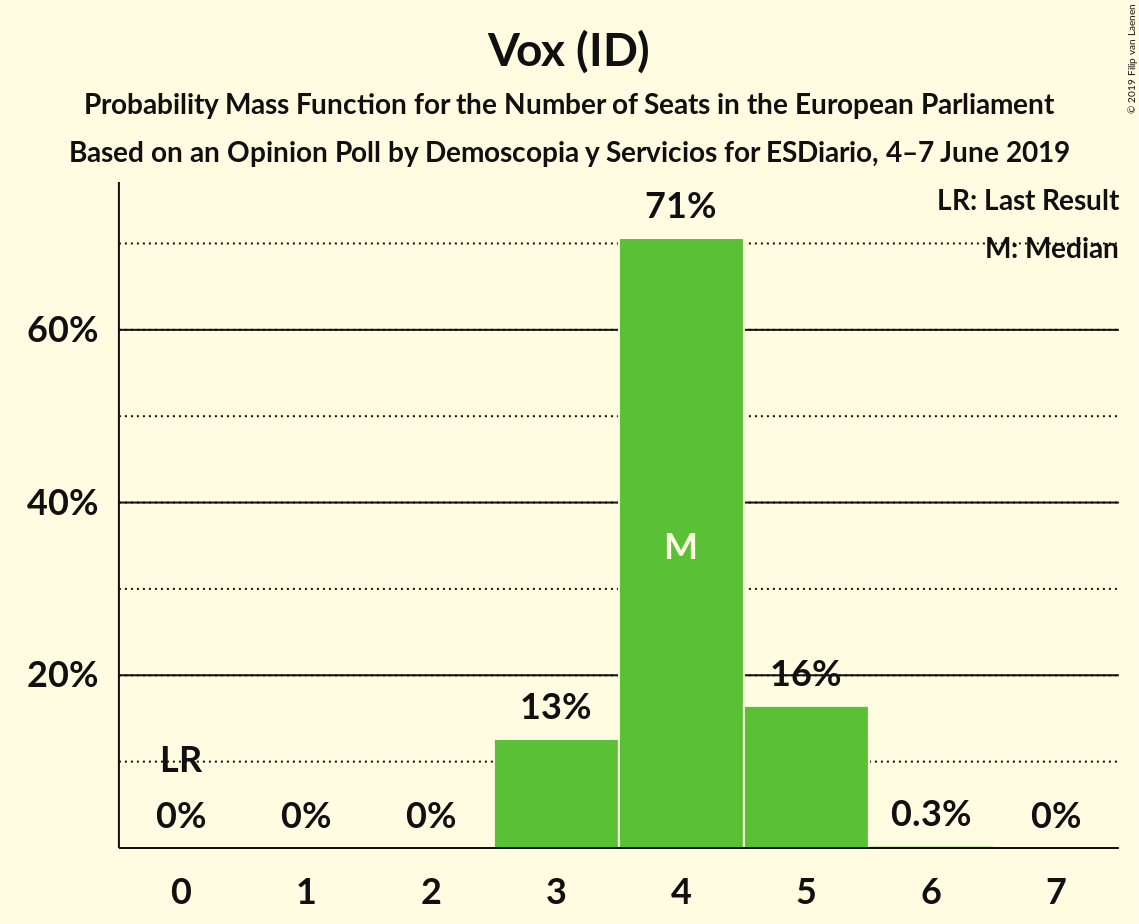 Vox (ID)
Probability Mass Function for the Number of Seats in the European Parliament
Based on an Opinion Poll by Demoscopia y Servicios for ESDiario, 4–7 June 2019
© 2019 Filip van Laenen
LR: Last Result
M: Median
71%
60%
40%
M
20%
16%
13%
LR
0%
0%
0%
0.3%
0%
0 1 2 3 4 5 6 7